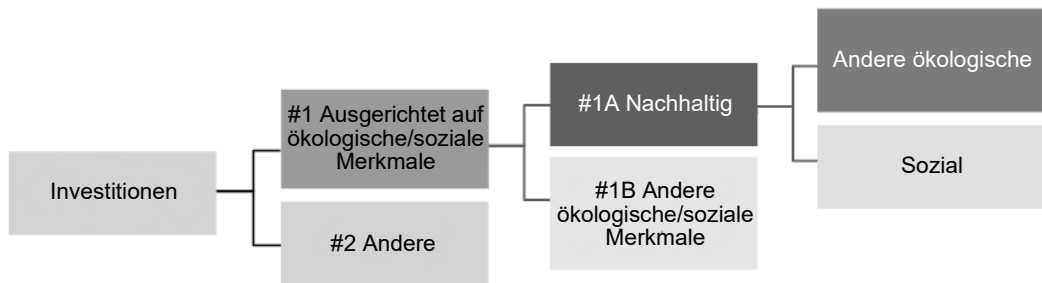 Investitionen
#1 Ausgerichtet auf
ökologische/soziale
Merkmale
#2 Andere
#1A Nachhaltig
#1B Andere
ökologische/soziale
Merkmale
Andere ökologische
Sozial